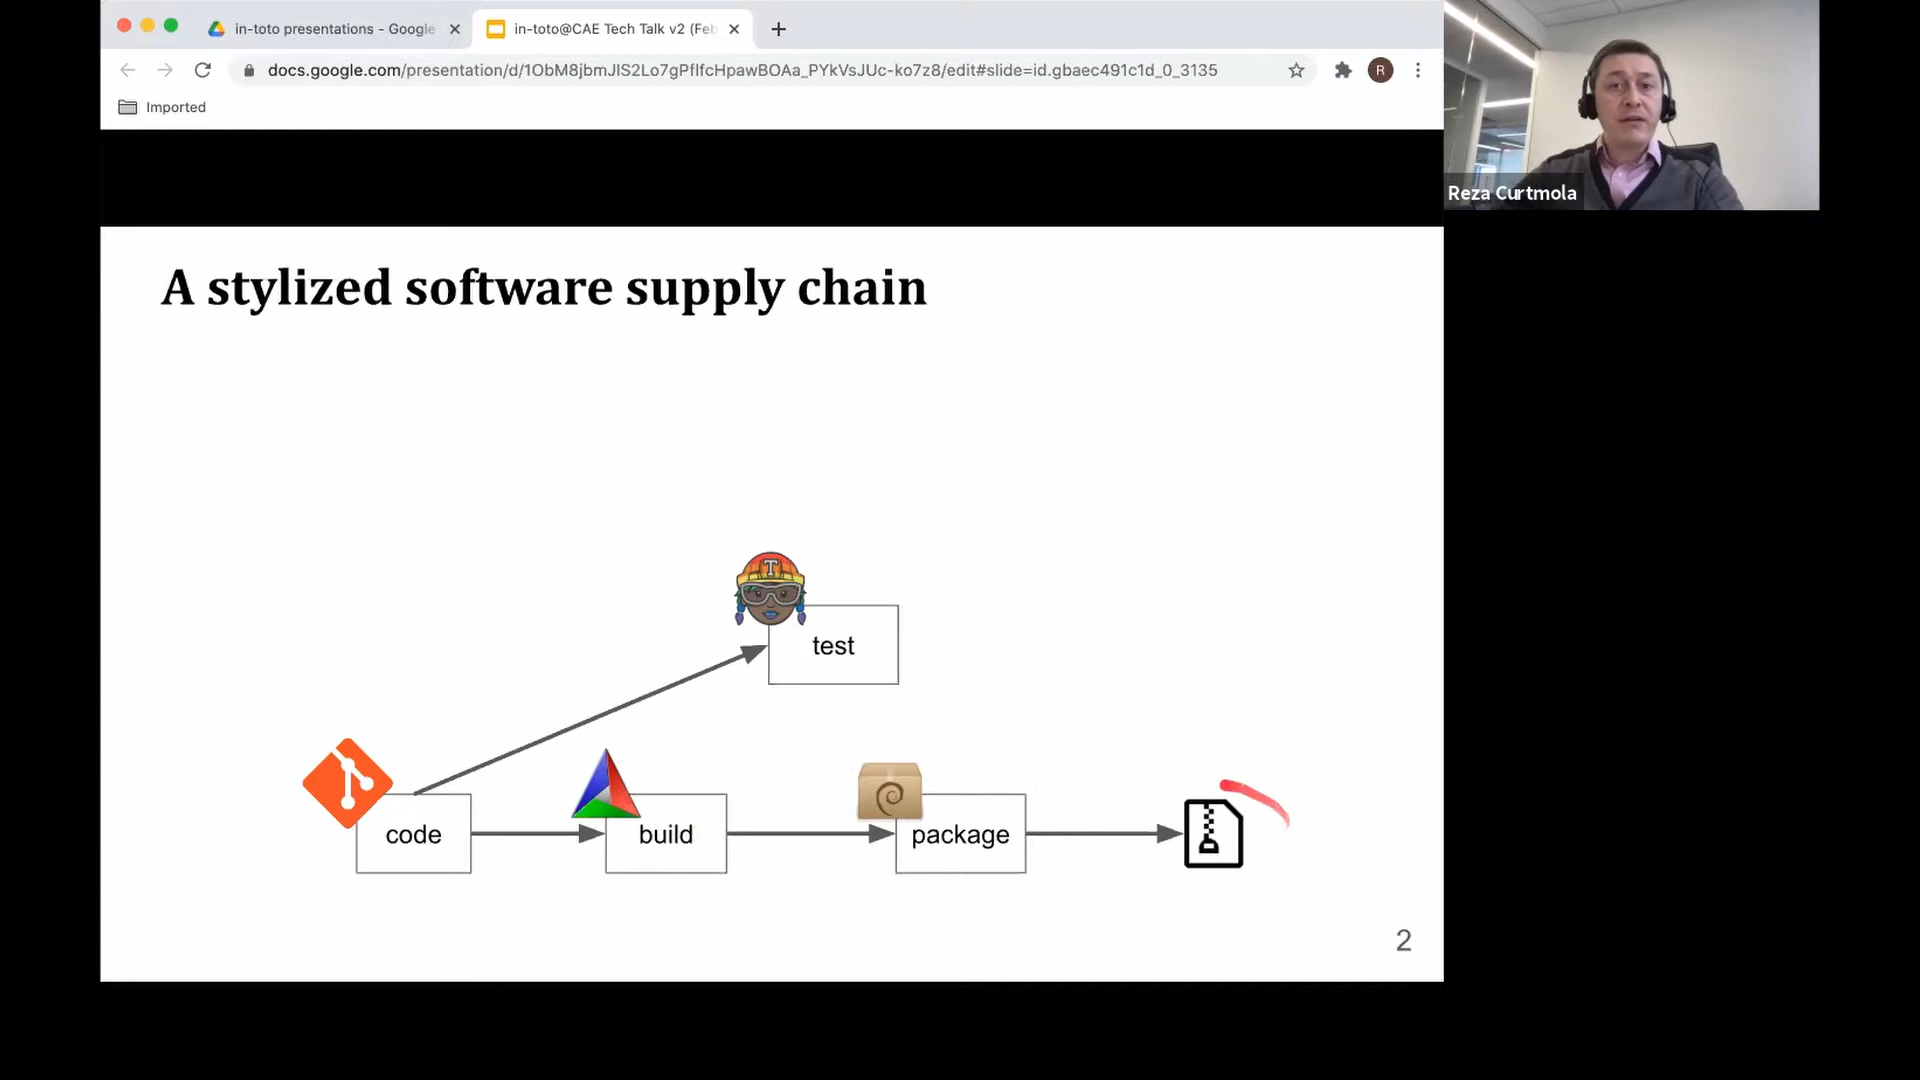 in-toto presentations - Google
in-toto@CAE Tech Talk v2 (Feb
docs.google.com/presentation/d/1ObM8jbmJIS2Lo7gPfIfcHpawBOAa_PYkVsJUc-ko7z8/edit#slide=id.gbaec491c1d_0_3135
R
Imported
Reza Curtmola
A stylized software supply chain
T
test
code
build
package
2